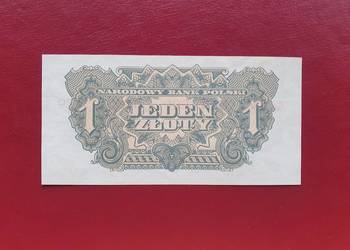 NARODOWY BANK POLSKI
1 JEDEN 1
ZŁOTY